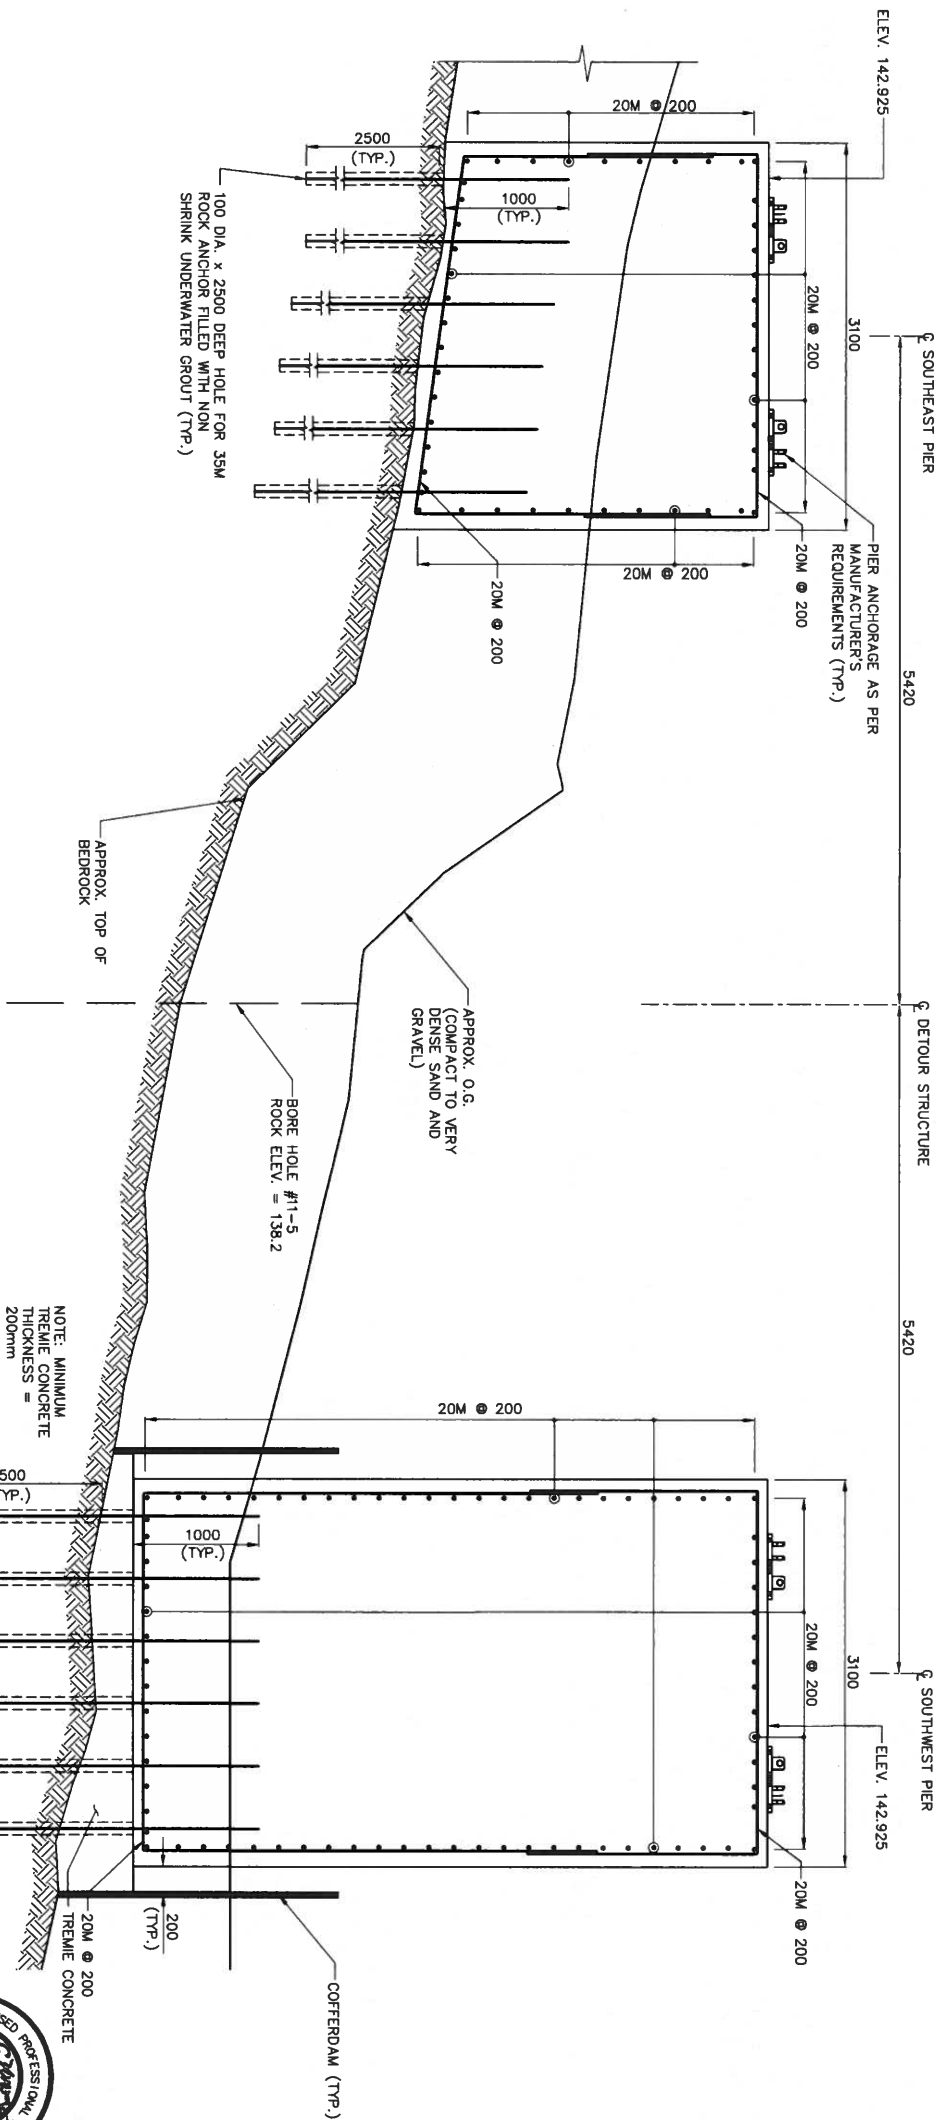 ℄ SOUTHEAST PIER
5420
℄ DETOUR STRUCTURE
5420
℄ SOUTHWEST PIER
ELEV. 142.925
3100
20M @ 200
20M @ 200
20M @ 200
20M @ 200
20M @ 200
PIER ANCHORAGE AS PER
MANUFACTURER'S
REQUIREMENTS (TYP.)
2500
(TYP.)
1000
(TYP.)
100 DIA. x 2500 DEEP HOLE FOR 35M
ROCK ANCHOR FILLED WITH NON
SHRINK UNDERWATER GROUT (TYP.)
APPROX. TOP OF
BEDROCK
APPROX. O.G.
(COMPACT TO VERY
DENSE SAND AND
GRAVEL)
BORE HOLE #11-5
ROCK ELEV. = 138.2
NOTE: MINIMUM
TREMIE CONCRETE
THICKNESS =
200mm
3100
ELEV. 142.925
20M @ 200
20M @ 200
20M @ 200
500
YP.)
1000
(TYP.)
200
(TYP.)
20M @ 200
TREMIE CONCRETE
COFFERDAM (TYP.)
SED PROFESSIONAL